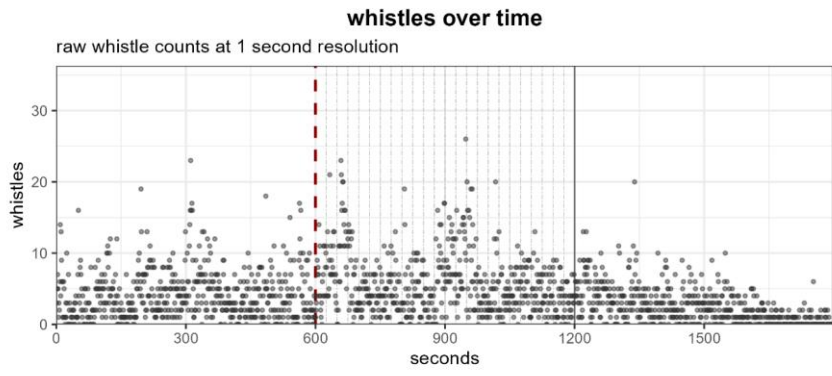 whistles over time
raw whistle counts at 1 second resolution
30
20
10
0
whistles
0 300 600 900 1200 1500
seconds